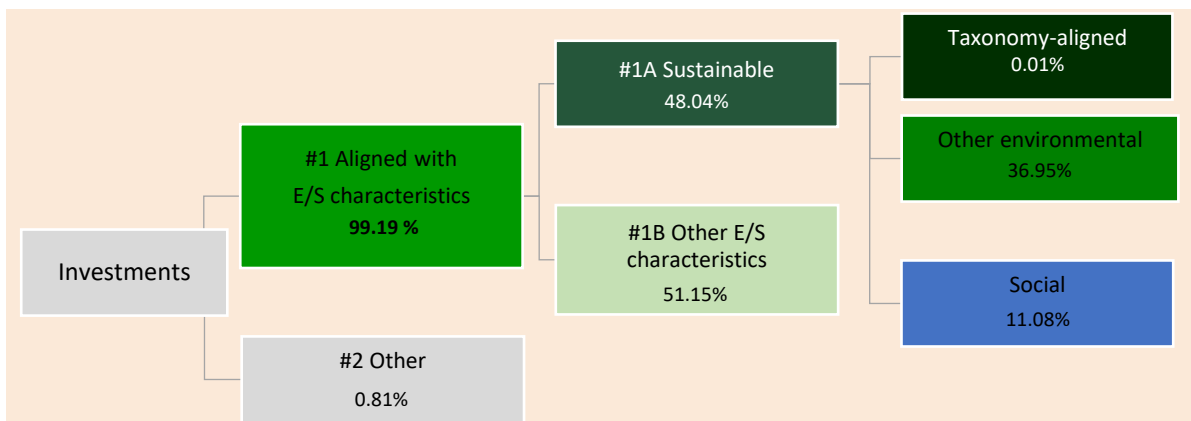 Investments
#1 Aligned with
E/S characteristics
99.19 %
#2 Other
0.81%
#1A Sustainable
48.04%
#1B Other E/S
characteristics
51.15%
Taxonomy-aligned
0.01%
Other environmental
36.95%
Social
11.08%